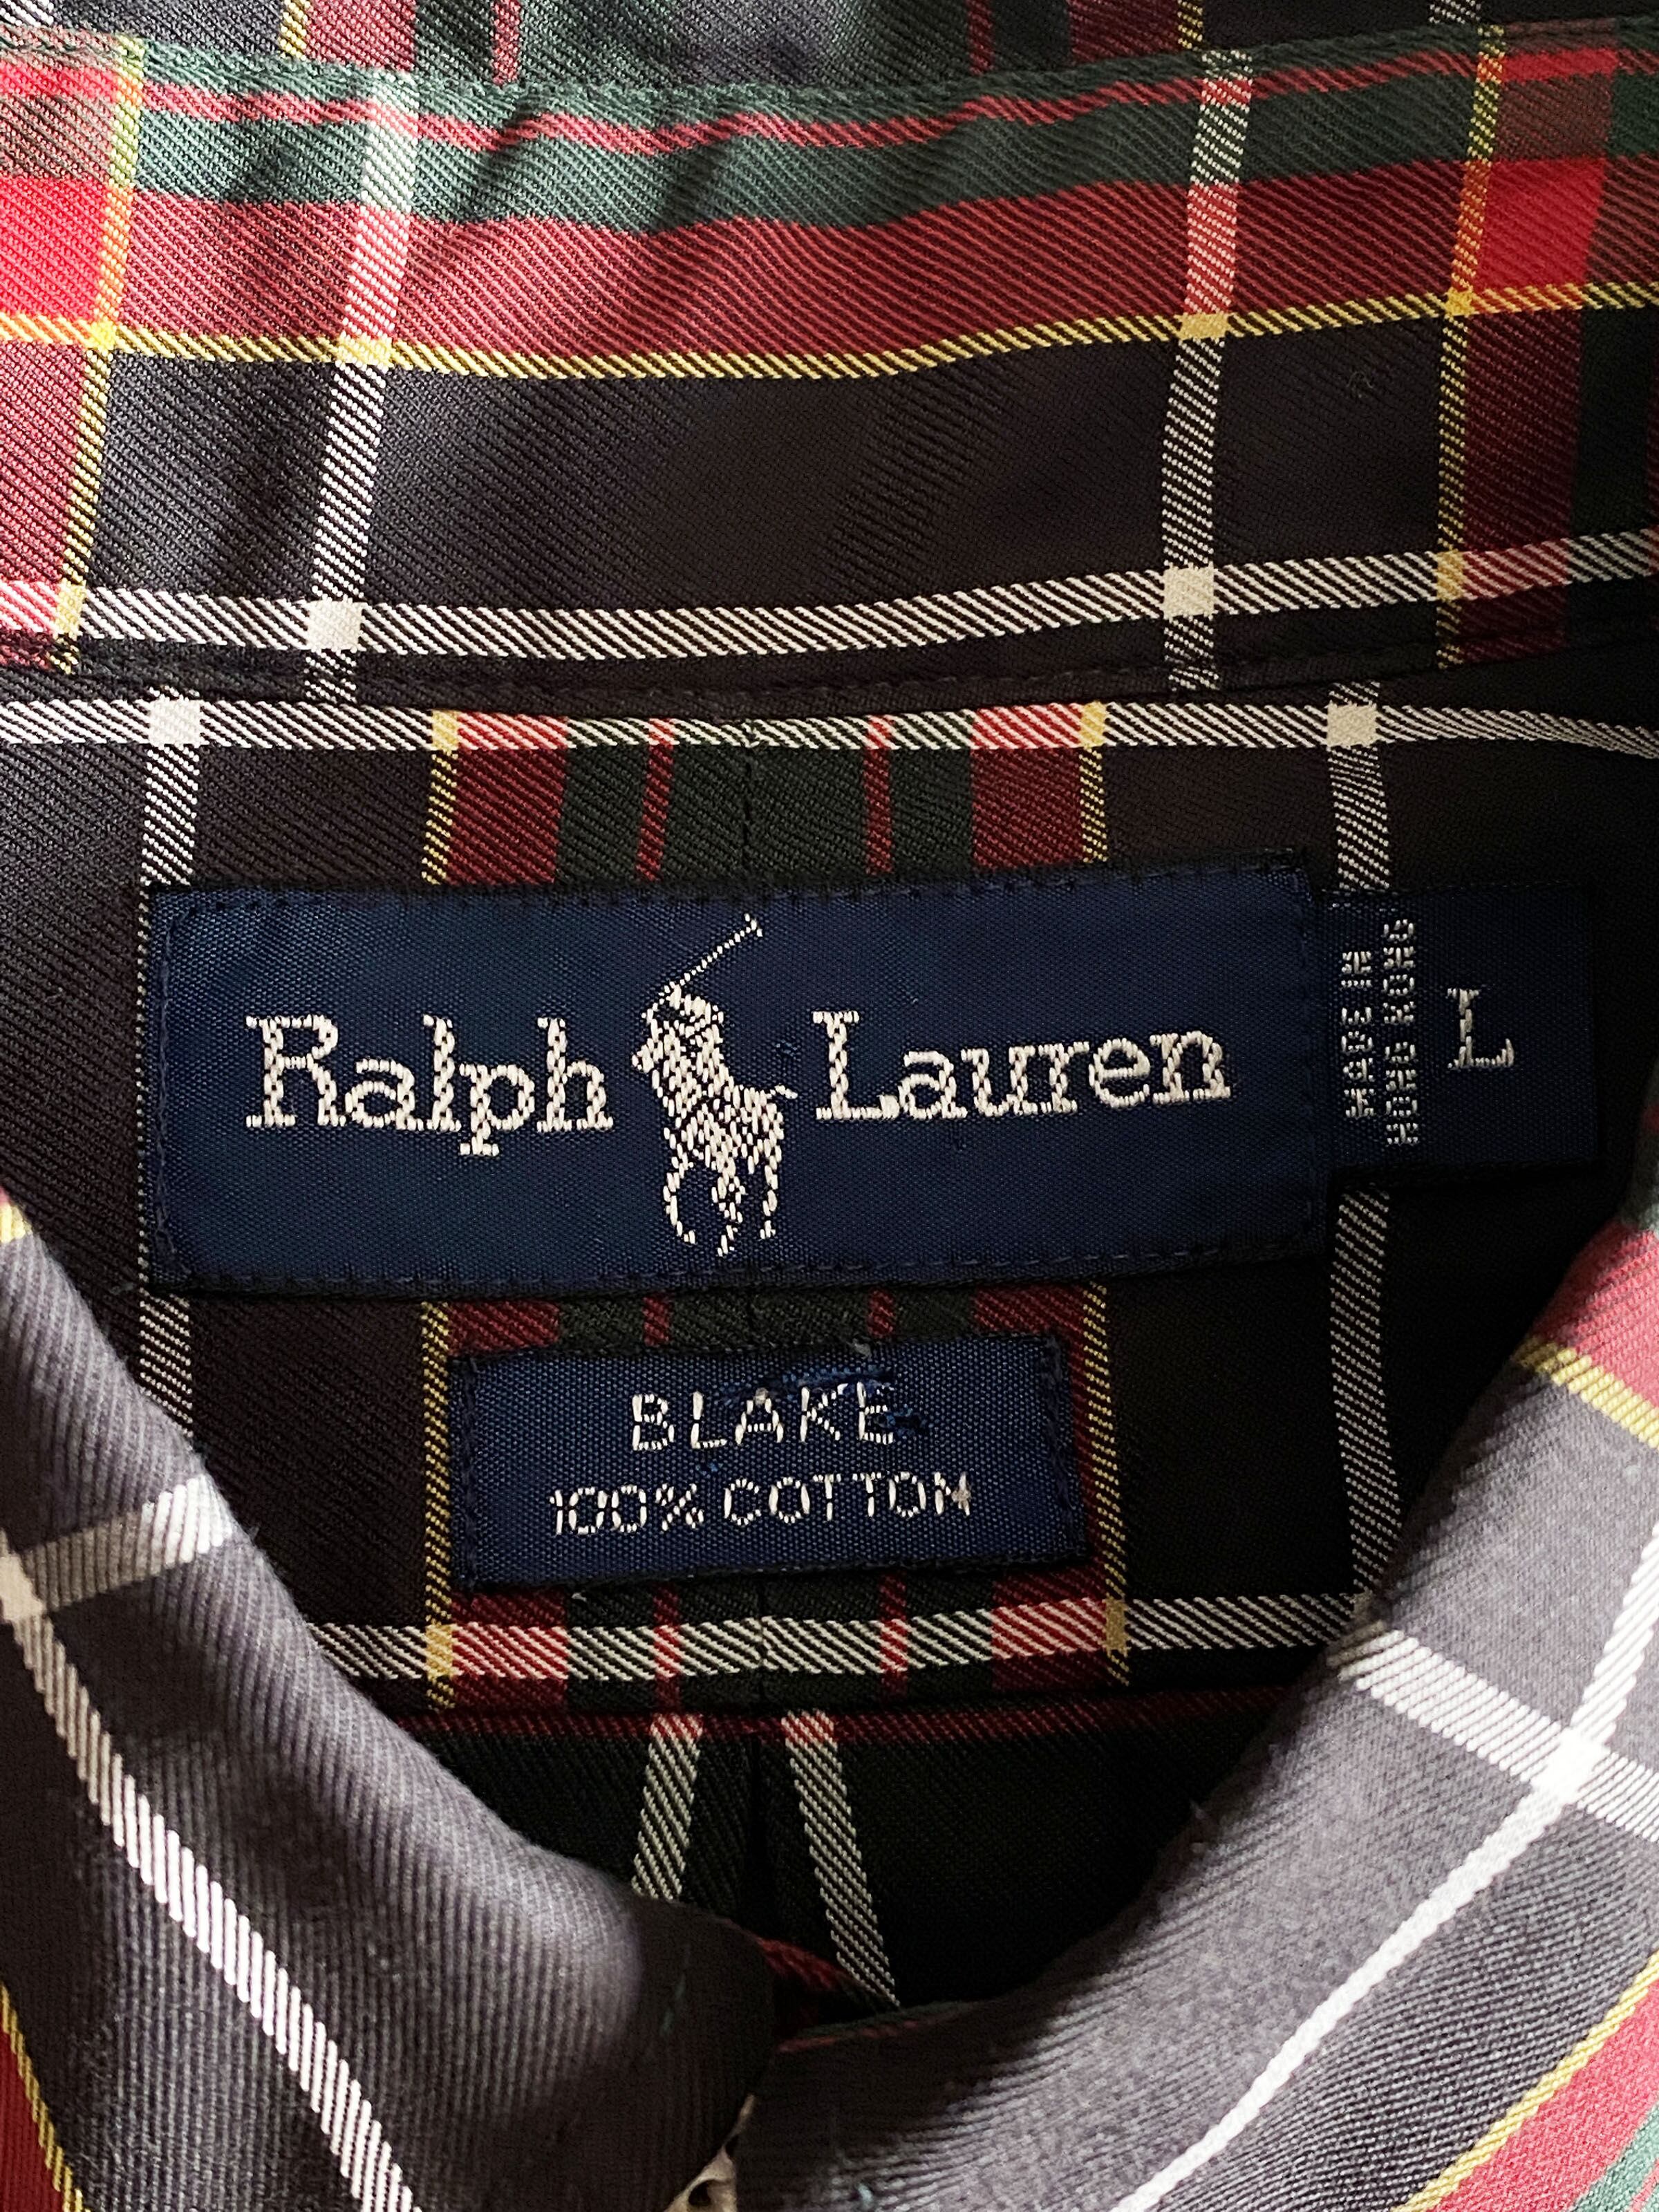 Ralph Lauren
MADE IN
HONG KONG
L
BLAKE
100% COTTON